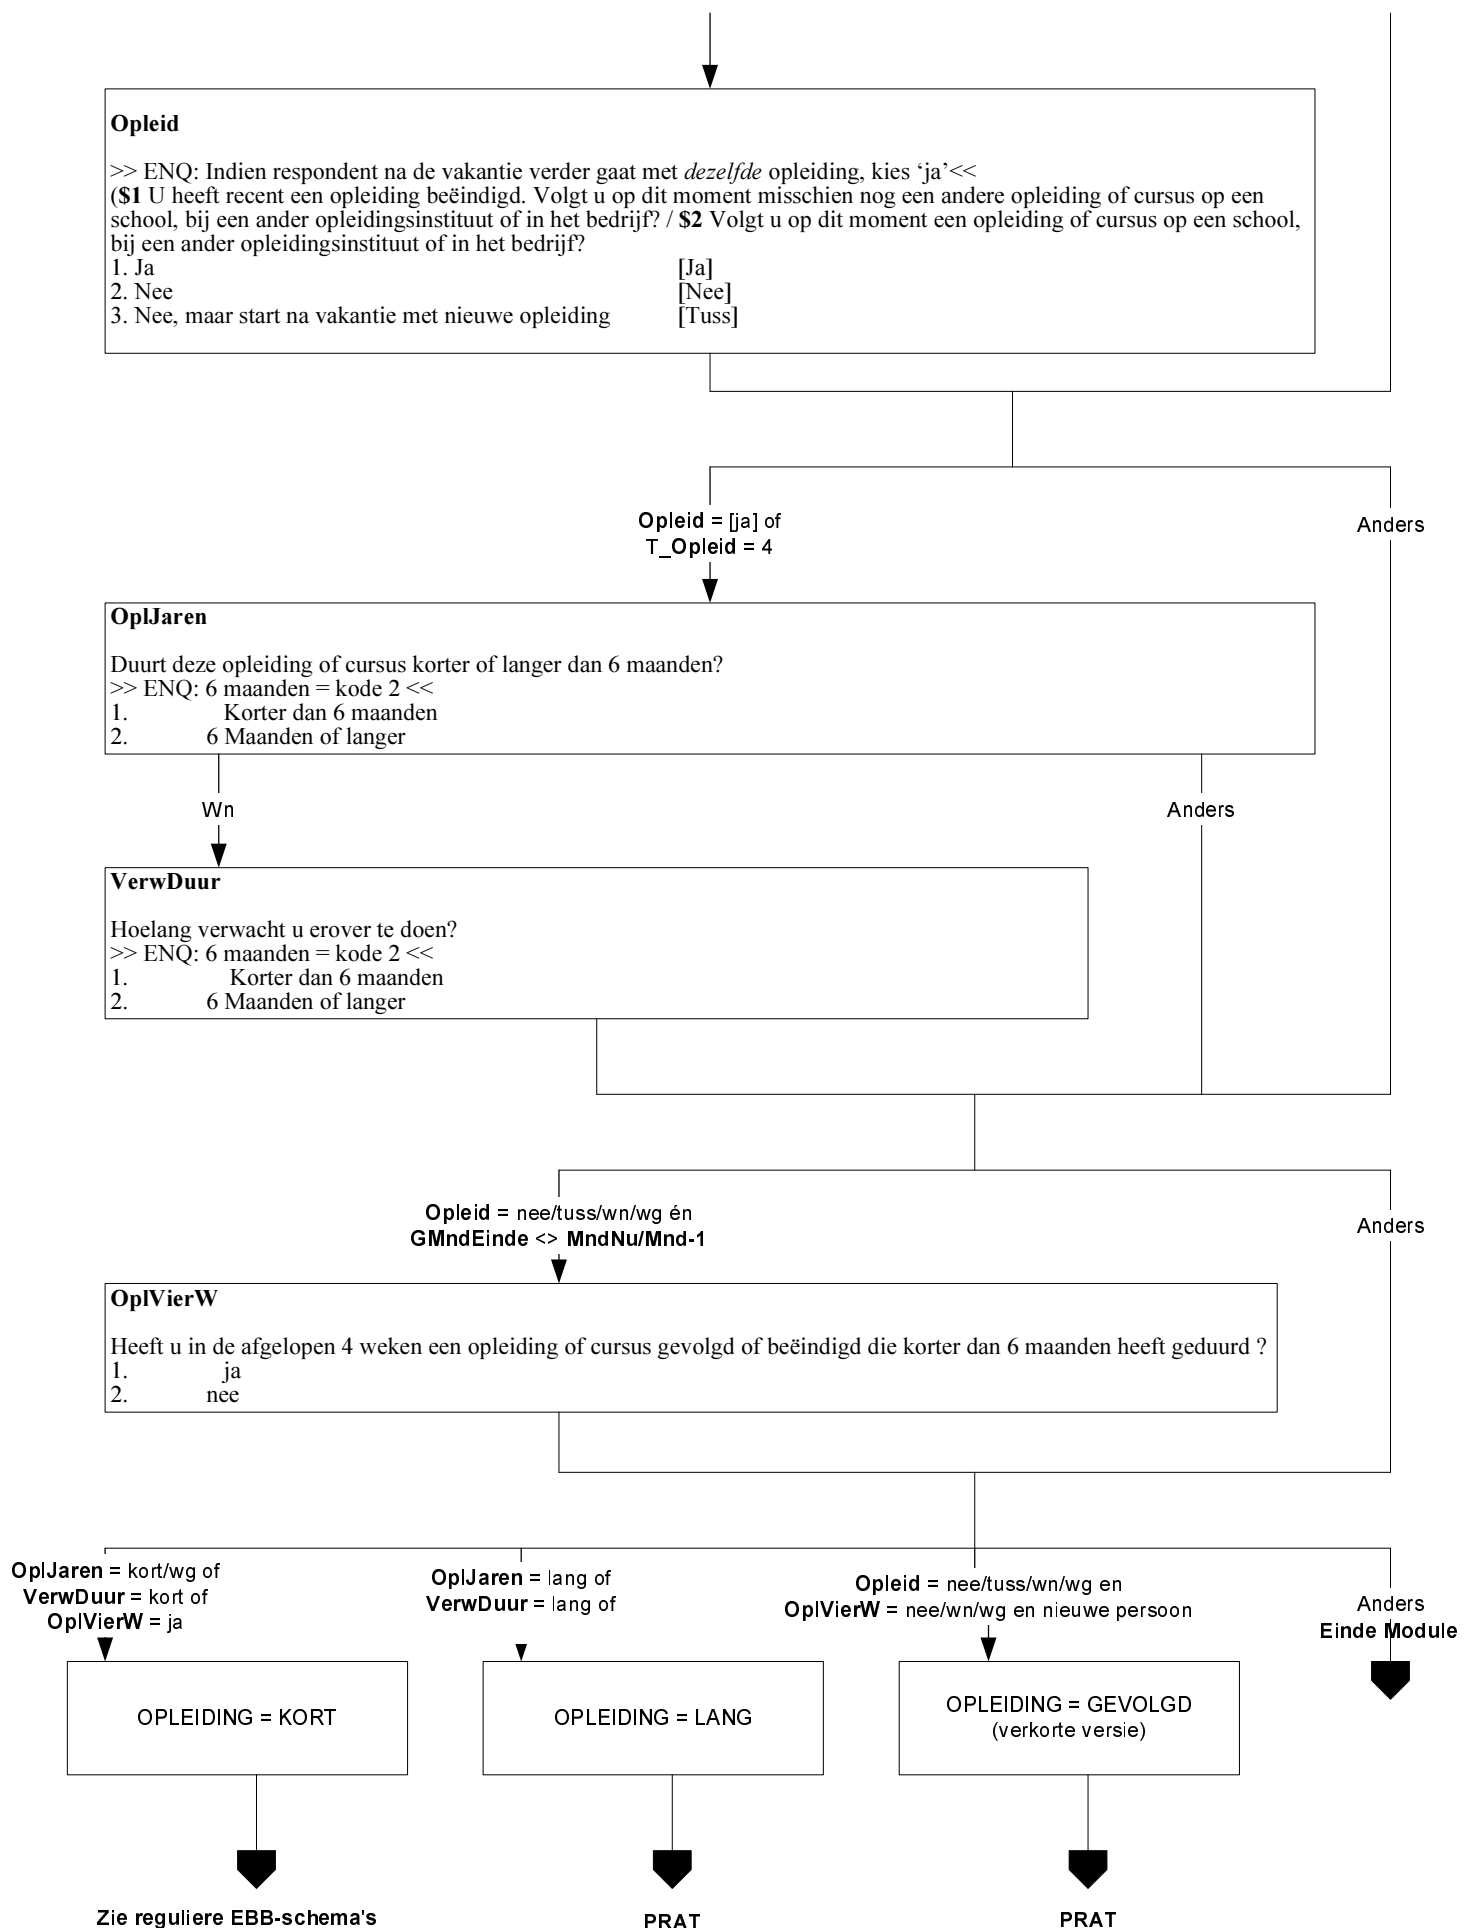 Opleid
>> ENQ: Indien respondent na de vakantie verder gaat met dezelfde opleiding, kies ‘ja’<<
($1 U heeft recent een opleiding beëindigd. Volgt u op dit moment misschien nog een andere opleiding of cursus op een
school, bij een ander opleidingsinstituut of in het bedrijf? / $2 Volgt u op dit moment een opleiding of cursus op een school,
bij een ander opleidingsinstituut of in het bedrijf?
1. Ja [Ja]
2. Nee [Nee]
3. Nee, maar start na vakantie met nieuwe opleiding [Tuss]
Opleid = [ja] of
T_Opleid = 4
Anders
OplJaren
Duurt deze opleiding of cursus korter of langer dan 6 maanden?
>> ENQ: 6 maanden = kode 2 <<
1. Korter dan 6 maanden
2. 6 Maanden of langer
Wn
Anders
VerwDuur
Hoelang verwacht u erover te doen?
>> ENQ: 6 maanden = kode 2 <<
1. Korter dan 6 maanden
2. 6 Maanden of langer
Opleid = nee/tuss/wn/wg én
GMndEinde <> MndNu/Mnd-1
Anders
OplVierW
Heeft u in de afgelopen 4 weken een opleiding of cursus gevolgd of beëindigd die korter dan 6 maanden heeft geduurd ?
1. ja
2. nee
OplJaren = kort/wg of
VerwDuur = kort of
OplVierW = ja
OplJaren = lang of
VerwDuur = lang of
Opleid = nee/tuss/wn/wg en
OplVierW = nee/wn/wg en nieuwe persoon
Anders
Einde Module
OPLEIDING = KORT
OPLEIDING = LANG
OPLEIDING = GEVOLGD
(verkorte versie)
Zie reguliere EBB-schema's
PRAT
PRAT